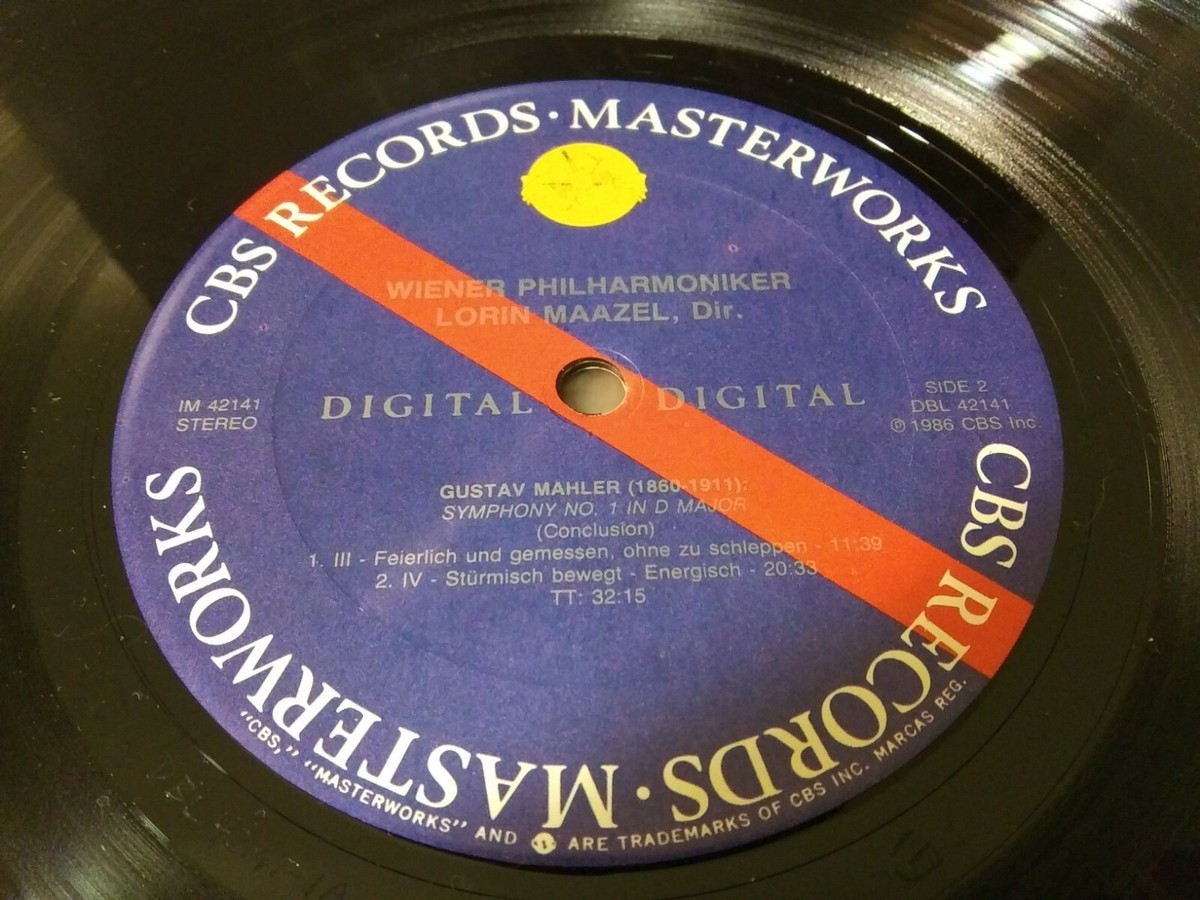 CBS RECORDS · MASTERWORKS
WIENER PHILHARMONIKER
LORIN MAAZEL, Dir.
DIGITAL DIGITAL
IM 42141
STEREO
SIDE 2
DBL 42141
℗ 1986 CBS Inc.
GUSTAV MAHLER (1860-1911):
SYMPHONY NO. 1 IN D MAJOR
(Conclusion)
1. III - Feierlich und gemessen, ohne zu schleppen - 11:39
2. IV - Stürmisch bewegt - Energisch - 20:33
TT: 32:15
CBS RECORDS · MASTERWORKS
"CBS," "MASTERWORKS" AND ARE TRADEMARKS OF CBS INC. MARCAS REG.